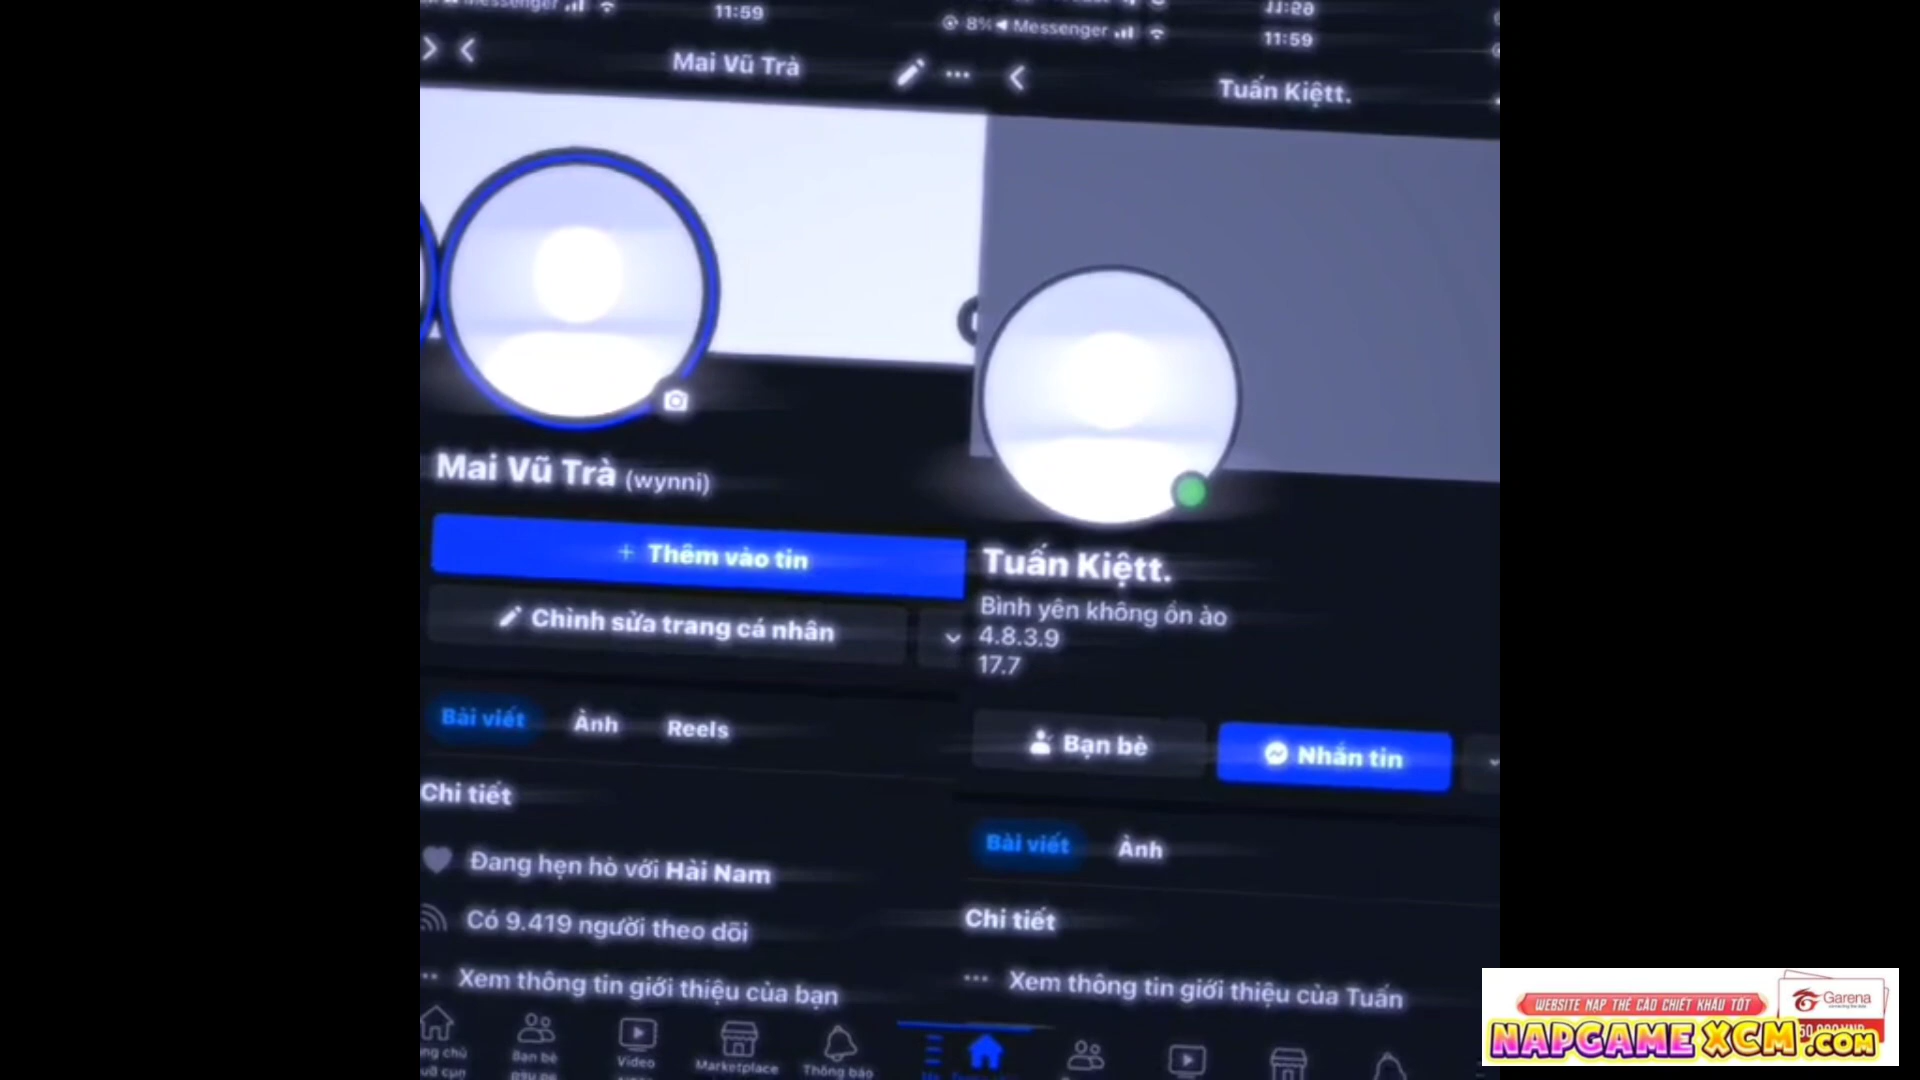 Messenger
11:59
Mai Vũ Trà
Mai Vũ Trà (wynni)
+ Thêm vào tin
Chỉnh sửa trang cá nhân
Bài viết
Ảnh
Reels
Chi tiết
Đang hẹn hò với Hải Nam
Có 9.419 người theo dõi
Xem thông tin giới thiệu của bạn
Bạn bè
Video
Marketplace
Thông báo
8%
Messenger
11:59
Tuấn Kiệtt.
Tuấn Kiệtt.
Bình yên không ồn ào
4.8.3.9
17.7
Bạn bè
Nhắn tin
Bài viết
Ảnh
Chi tiết
Xem thông tin giới thiệu của Tuấn
WEBSITE NẠP THẺ CÀO CHIẾT KHẤU TỐT
Garena
NAPGAMEXCM.COM